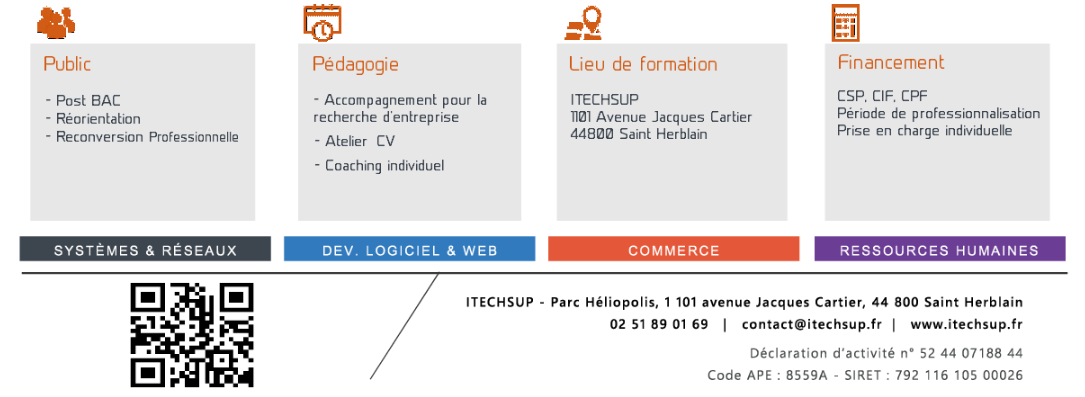 Public
- Post BAC
- Réorientation
- Reconversion Professionnelle
Pédagogie
- Accompagnement pour la
recherche d'entreprise
- Atelier CV
- Coaching individuel
Lieu de formation
ITECHSUP
1101 Avenue Jacques Cartier
44800 Saint Herblain
Financement
CSP, CIF, CPF
Période de professionnalisation
Prise en charge individuelle
SYSTÈMES & RÉSEAUX
DEV. LOGICIEL & WEB
COMMERCE
RESSOURCES HUMAINES
ITECHSUP - Parc Héliopolis, 1 101 avenue Jacques Cartier, 44 800 Saint Herblain
02 51 89 01 69 | contact@itechsup.fr | www.itechsup.fr
Déclaration d'activité n° 52 44 07188 44
Code APE : 8559A - SIRET : 792 116 105 00026